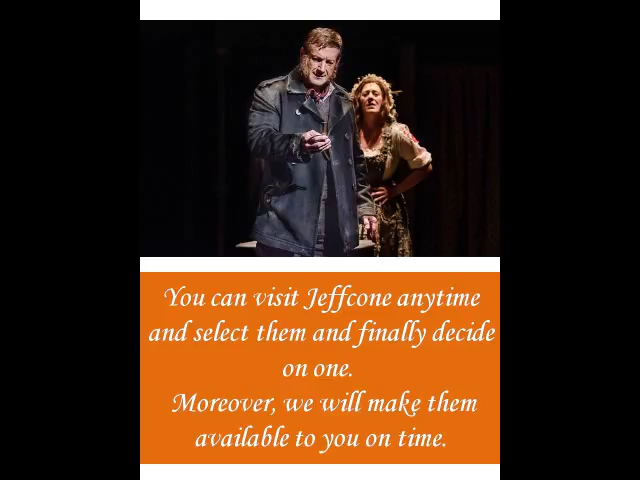 You can visit Jeffcone anytime
and select them and finally decide
on one.
Moreover, we will make them
available to you on time.